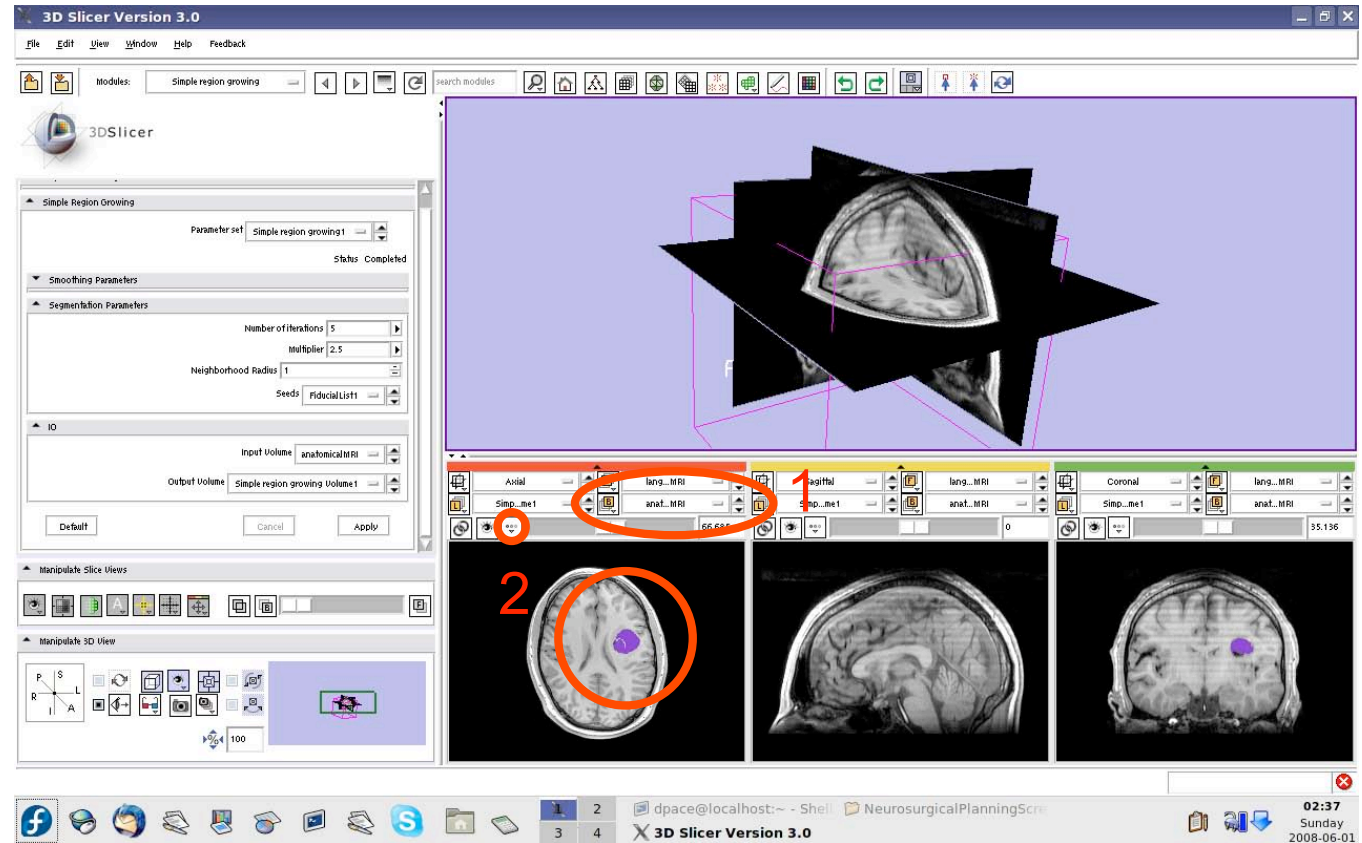 3D Slicer Version 3.0
File Edit View Window Help Feedback
Modules: Simple region growing search modules
3DSlicer
Simple Region Growing
Parameter set Simple region growing1
Status Completed
Smoothing Parameters
Segmentation Parameters
Number of iterations 5
Multiplier 2.5
Neighborhood Radius 1
Seeds FiducialList1
IO
Input Volume anatomicalMRI
Output Volume Simple region growing Volume1
Default Cancel Apply
Manipulate Slice Views
Manipulate 3D View
P S
R L
I A
100
Axial lang...MRI 1 Sagittal lang...MRI Coronal lang...MRI
Simp...me1 anat...MRI Simp...me1 anat...MRI Simp...me1 anat...MRI
0 35.136
2
1 2 dpace@localhost:~ - Shell NeurosurgicalPlanningScre
3 4 3D Slicer Version 3.0
02:37
Sunday
2008-06-01